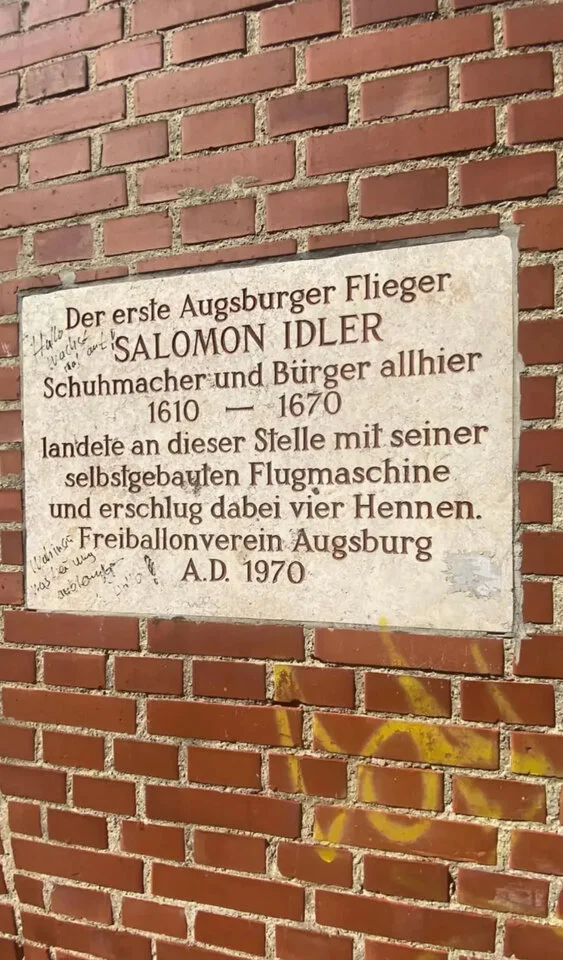 Der erste Augsburger Flieger
SALOMON IDLER
Schuhmacher und Bürger allhier
1610 — 1670
landete an dieser Stelle mit seiner
selbstgebauten Flugmaschine
und erschlug dabei vier Hennen.
Freiballonverein Augsburg
A.D. 1970
Hallo